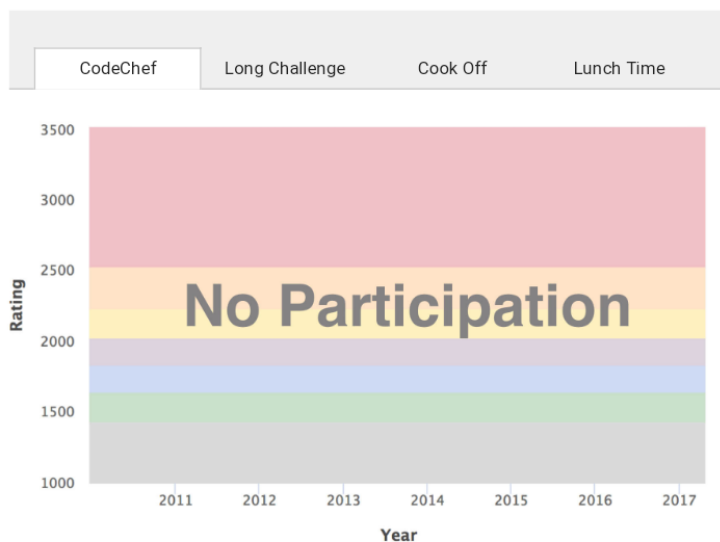 CodeChef Long Challenge Cook Off Lunch Time
3500
3000
2500
2000
1500
1000
Rating
No Participation
2011 2012 2013 2014 2015 2016 2017
Year